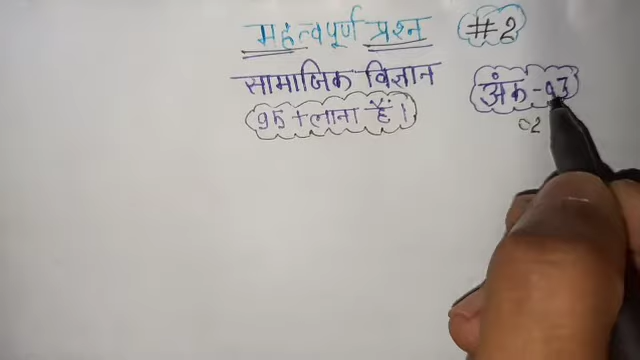 महत्वपूर्ण प्रश्न #2
सामाजिक विज्ञान
95+लाना हैं।
अंक-03
02